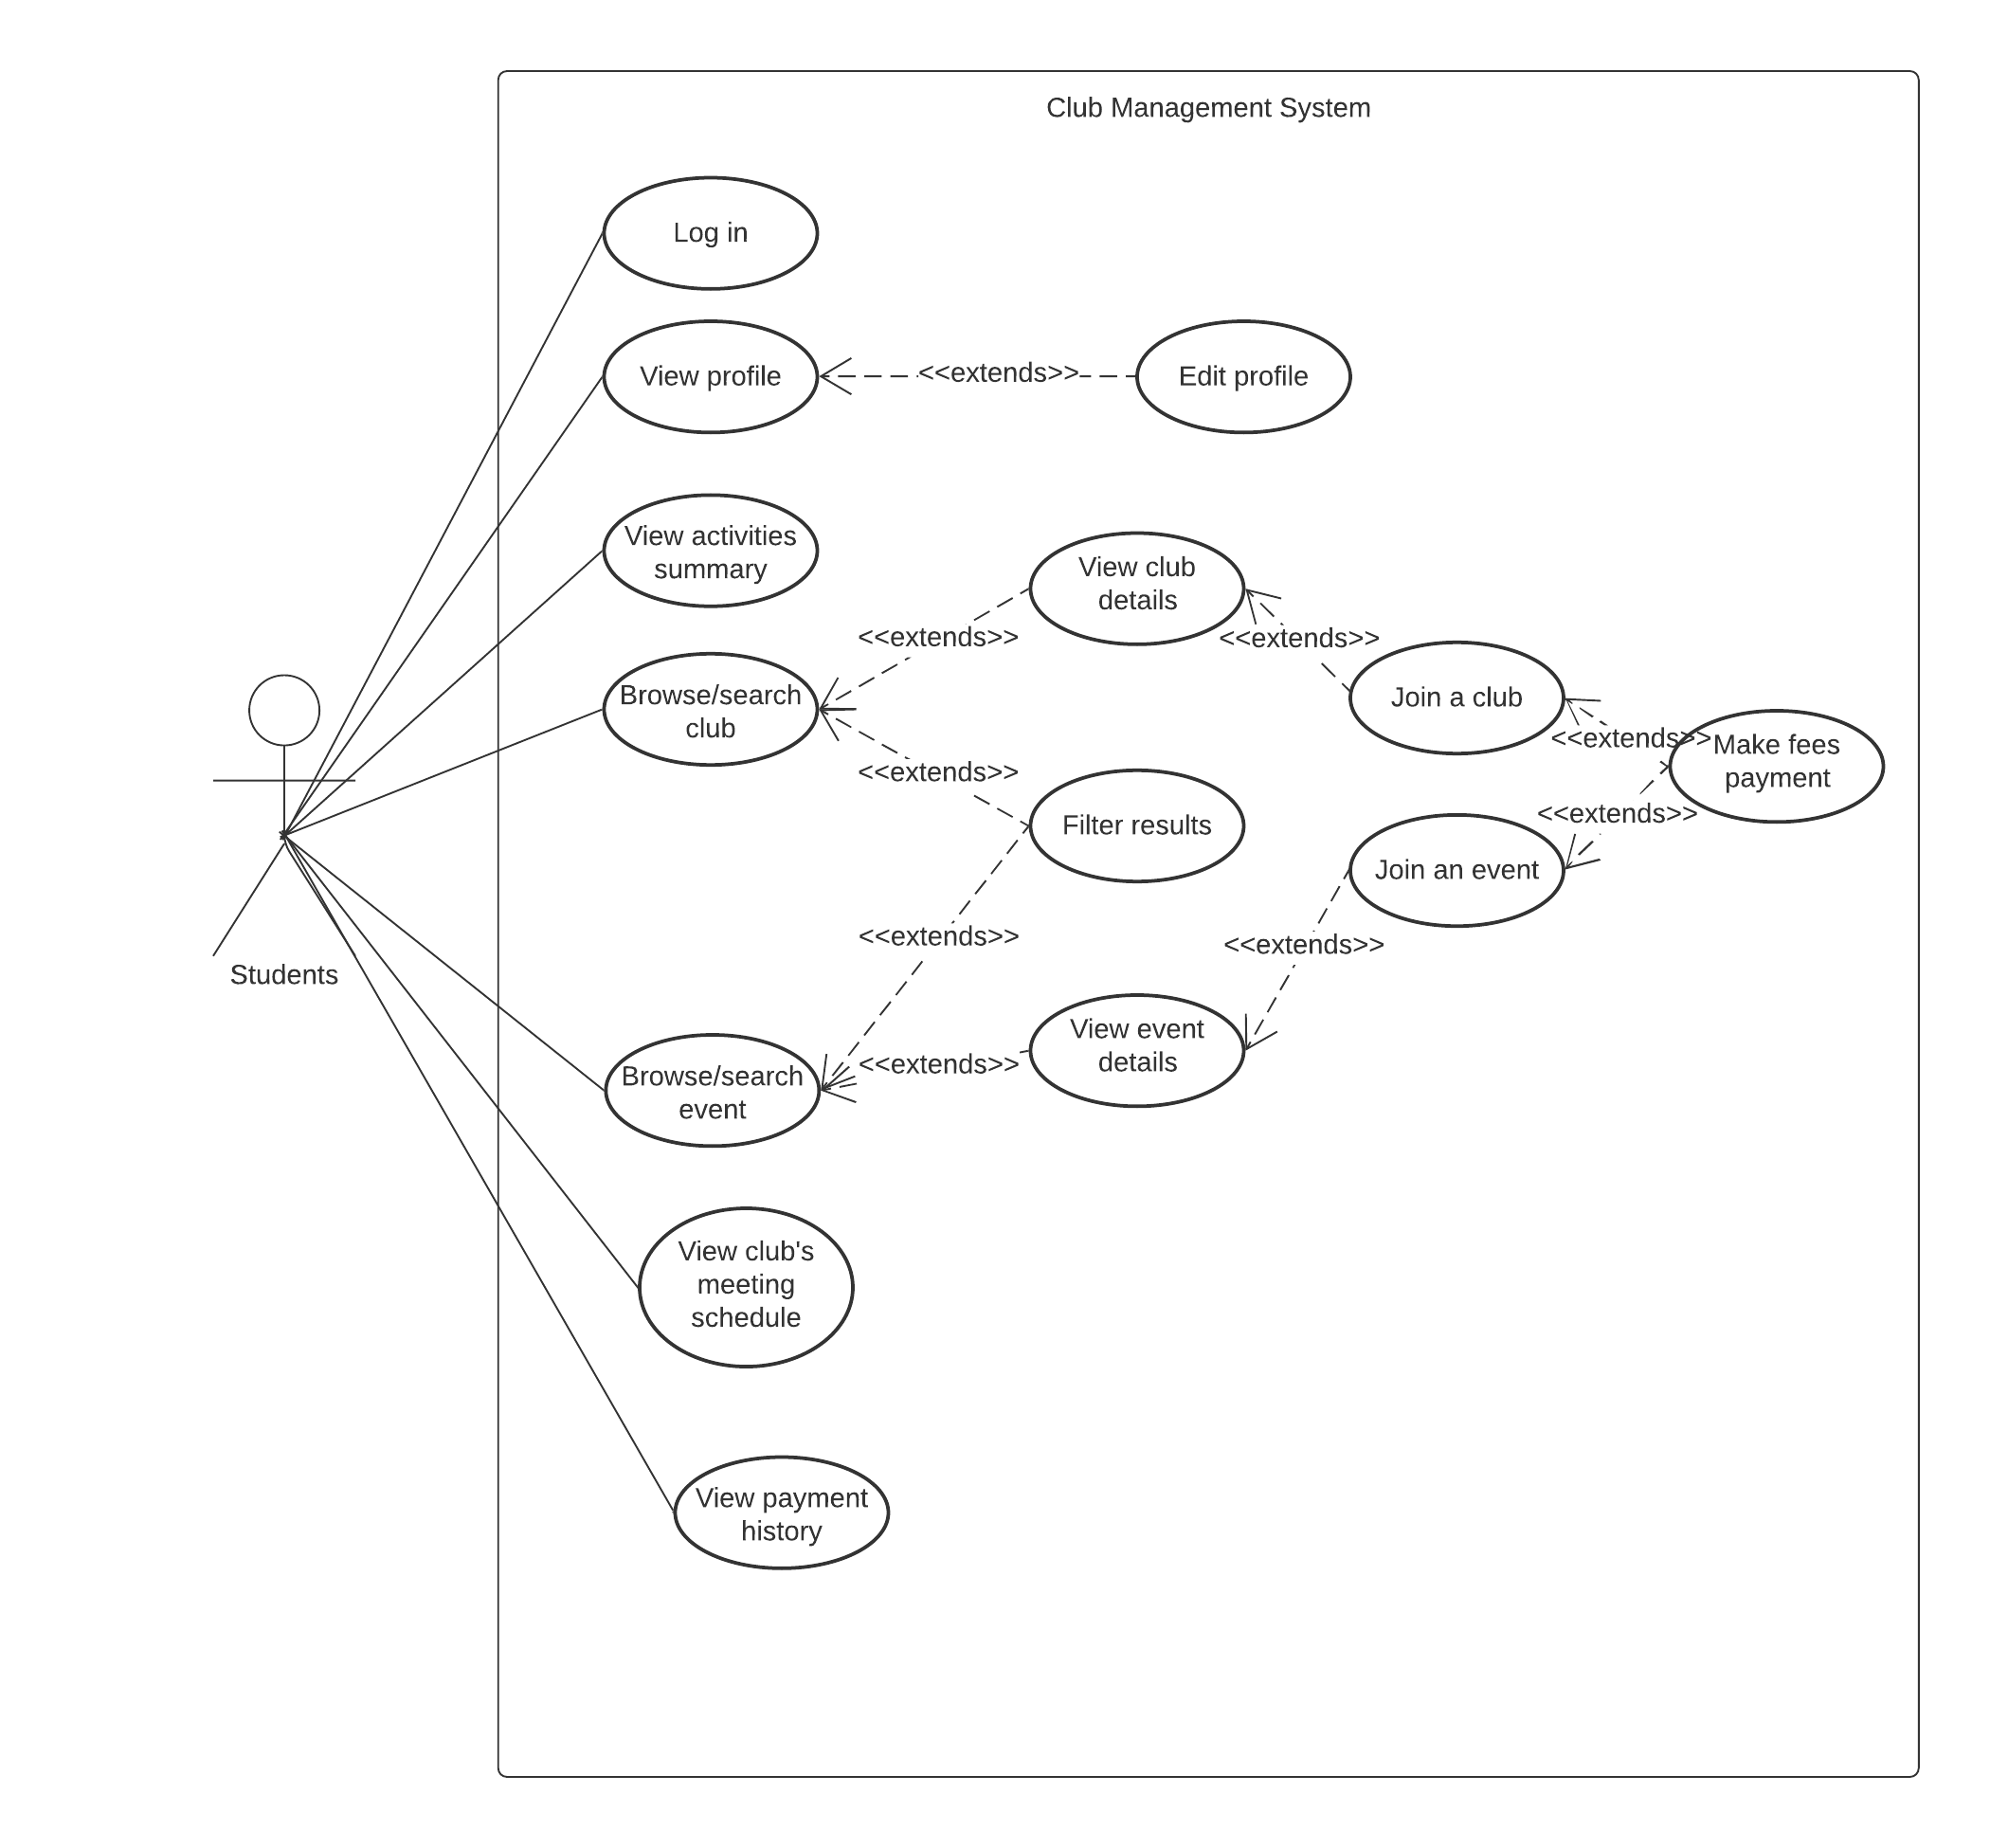 Club Management System
Log in
View profile
<<extends>>
Edit profile
View activities
summary
View club
details
<<extends>>
<<extends>>
Browse/search
club
Join a club
<<extends>>
Make fees
payment
<<extends>>
Filter results
<<extends>>
Join an event
<<extends>>
<<extends>>
Students
View event
details
<<extends>>
Browse/search
event
View club's
meeting
schedule
View payment
history